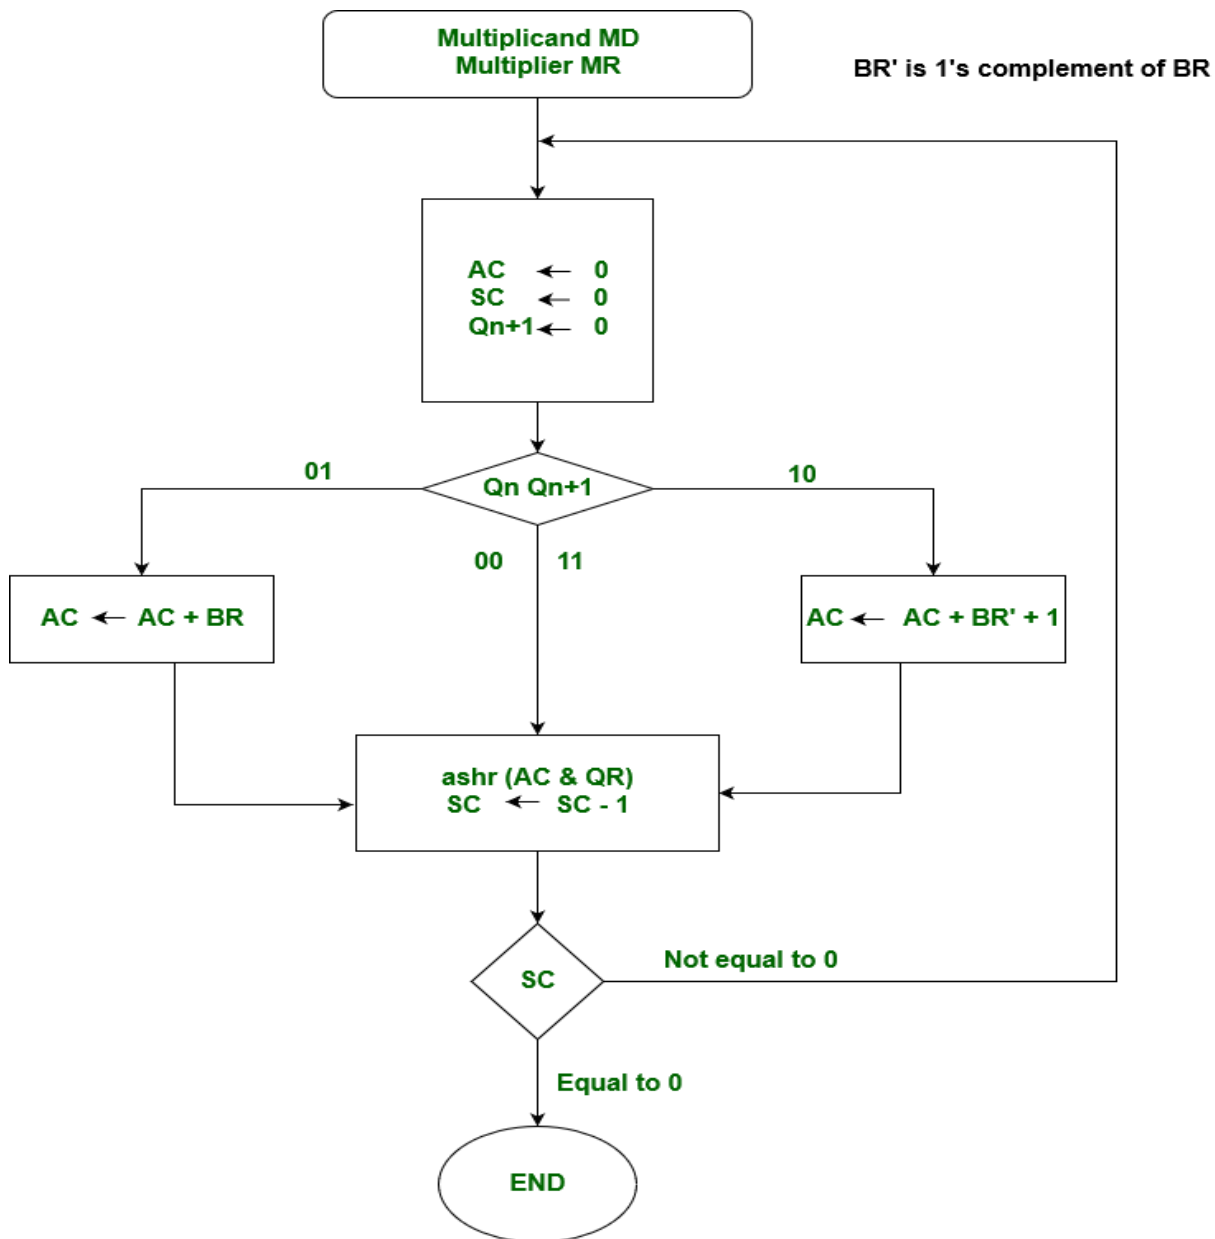 Multiplicand MD
Multiplier MR
BR' is 1's complement of BR
AC ← 0
SC ← 0
Qn+1 ← 0
01
Qn Qn+1
10
00
11
AC ← AC + BR
AC ← AC + BR' + 1
ashr (AC & QR)
SC ← SC - 1
SC
Not equal to 0
Equal to 0
END